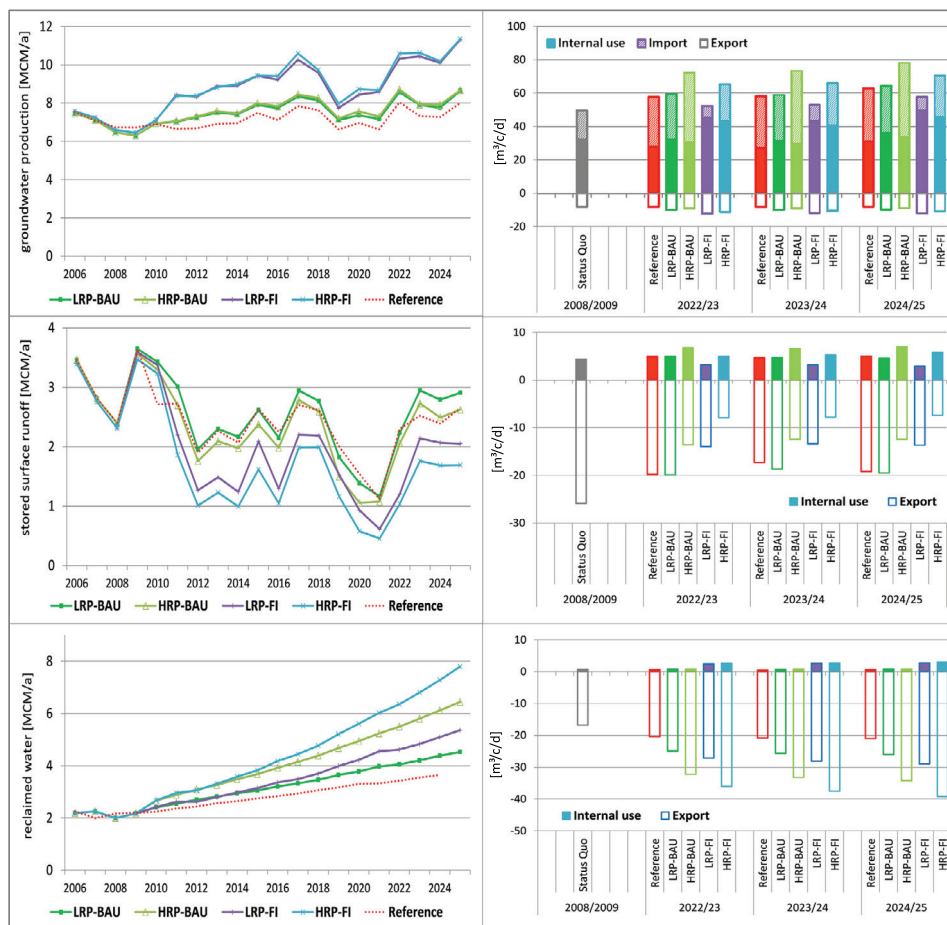 groundwater production [MCM/a]
12
10
8
6
4
2
0
2006 2008 2010 2012 2014 2016 2018 2020 2022 2024
LRP-BAU HRP-BAU LRP-FI HRP-FI Reference
[m³/c/d]
100
80
60
40
20
0
-20
Internal use Import Export
Status Quo Reference LRP-BAU HRP-BAU LRP-FI HRP-FI Reference LRP-BAU HRP-BAU LRP-FI HRP-FI Reference LRP-BAU HRP-BAU LRP-FI HRP-FI
2008/2009 2022/23 2023/24 2024/25
stored surface runoff [MCM/a]
4
3
2
1
0
2006 2008 2010 2012 2014 2016 2018 2020 2022 2024
LRP-BAU HRP-BAU LRP-FI HRP-FI Reference
[m³/c/d]
10
0
-10
-20
-30
Internal use Export
Status Quo Reference LRP-BAU HRP-BAU LRP-FI HRP-FI Reference LRP-BAU HRP-BAU LRP-FI HRP-FI Reference LRP-BAU HRP-BAU LRP-FI HRP-FI
2008/2009 2022/23 2023/24 2024/25
reclaimed water [MCM/a]
8
6
4
2
0
2006 2008 2010 2012 2014 2016 2018 2020 2022 2024
LRP-BAU HRP-BAU LRP-FI HRP-FI Reference
[m³/c/d]
10
0
-10
-20
-30
-40
-50
Internal use Export
Status Quo Reference LRP-BAU HRP-BAU LRP-FI HRP-FI Reference LRP-BAU HRP-BAU LRP-FI HRP-FI Reference LRP-BAU HRP-BAU LRP-FI HRP-FI
2008/2009 2022/23 2023/24 2024/25